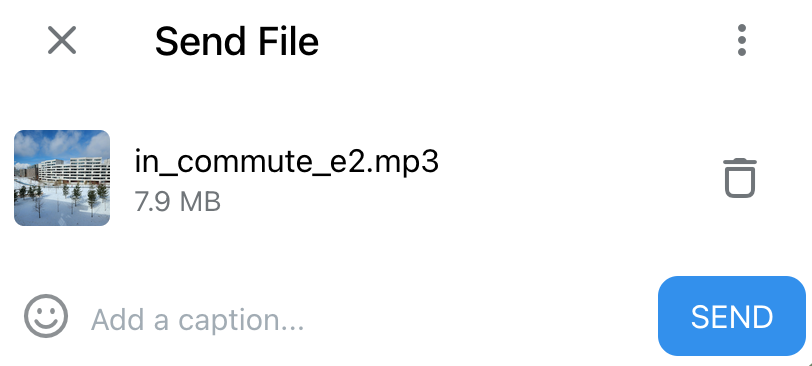 Send File
in_commute_e2.mp3
7.9 MB
Add a caption...
SEND